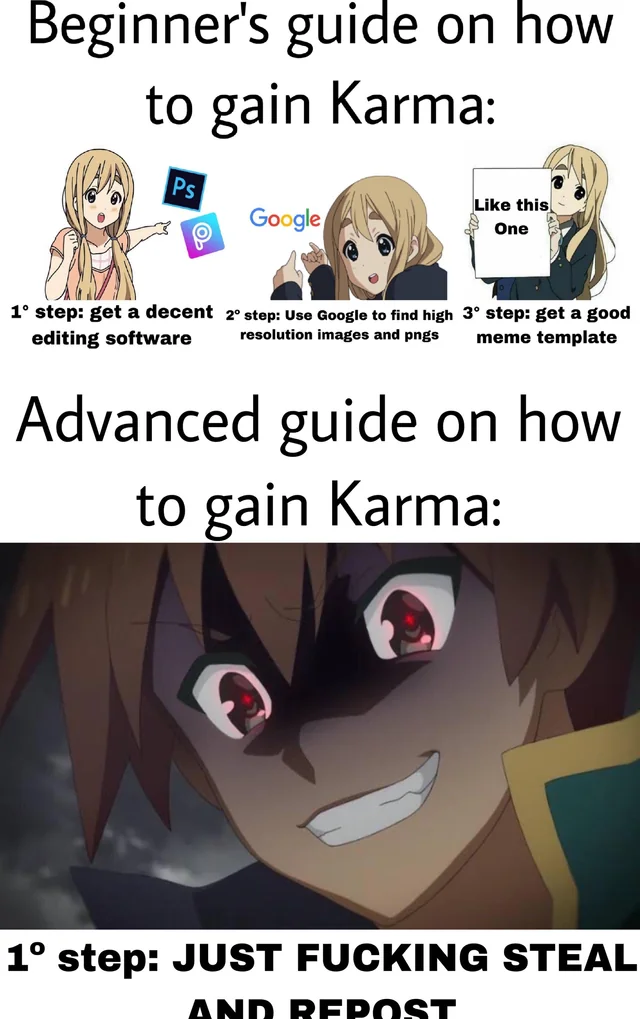 Beginner's guide on how
to gain Karma:
Ps
Google
Like this
One
1° step: get a decent
editing software
2º step: Use Google to find high
resolution images and pngs
3° step: get a good
meme template
Advanced guide on how
to gain Karma:
1º step: JUST FUCKING STEAL
AND REPOST